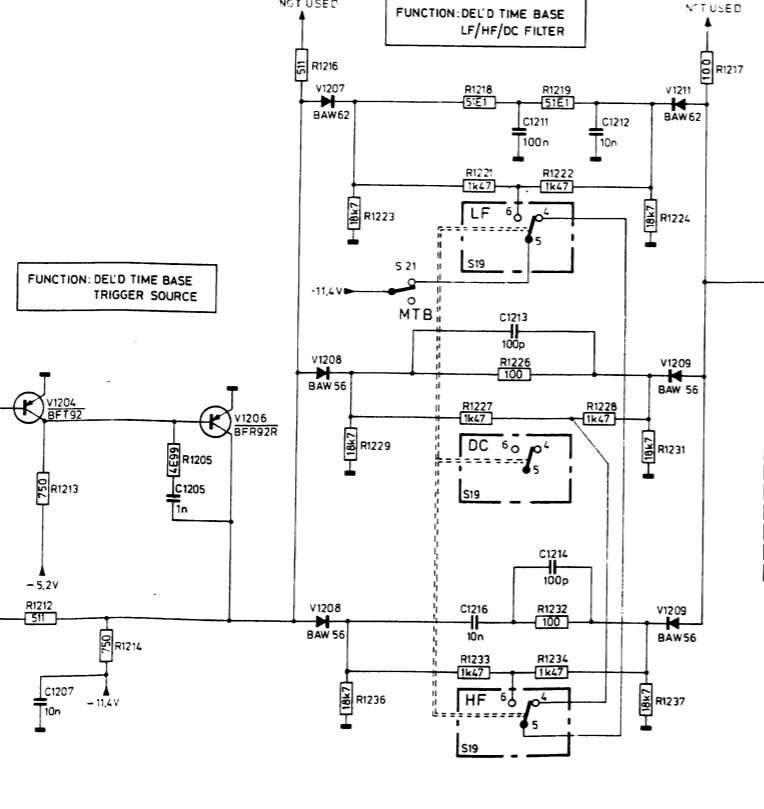 NOT USED
FUNCTION: DEL'D TIME BASE
LF/HF/DC FILTER
NOT USED
511
R1216
100
R1217
V1207
BAW62
R1218
51E1
R1219
51E1
V1211
BAW62
C1211
100n
C1212
10n
R1221
1k47
R1222
1k47
18k7
R1223
18k7
R1224
LF
6
4
5
S19
FUNCTION: DEL'D TIME BASE
TRIGGER SOURCE
S 21
-11,4V
MTB
C1213
100p
V1208
BAW 56
R1226
100
V1209
BAW 56
V1204
BFT92
V1206
BFR92R
R1227
1k47
R1228
1k47
18k7
R1229
18k7
R1231
DC
6
4
5
S19
4E99
R1205
C1205
1n
750
R1213
-5,2V
C1214
100p
R1212
511
V1208
BAW 56
C1216
10n
R1232
100
V1209
BAW56
750
R1214
R1233
1k47
R1234
1k47
C1207
10n
-11,4V
18k7
R1236
18k7
R1237
HF
6
4
5
S19